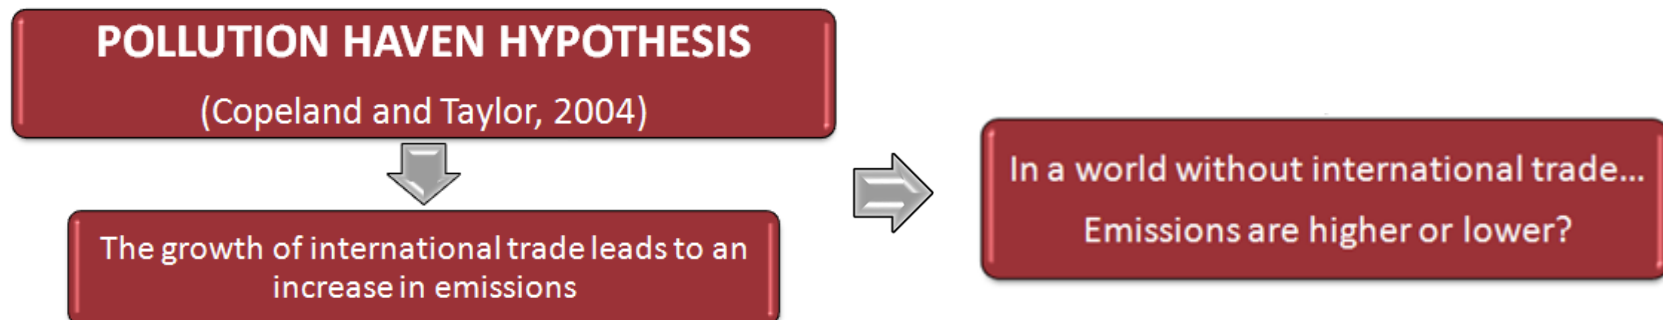 POLLUTION HAVEN HYPOTHESIS
(Copeland and Taylor, 2004)
The growth of international trade leads to an
increase in emissions
In a world without international trade...
Emissions are higher or lower?